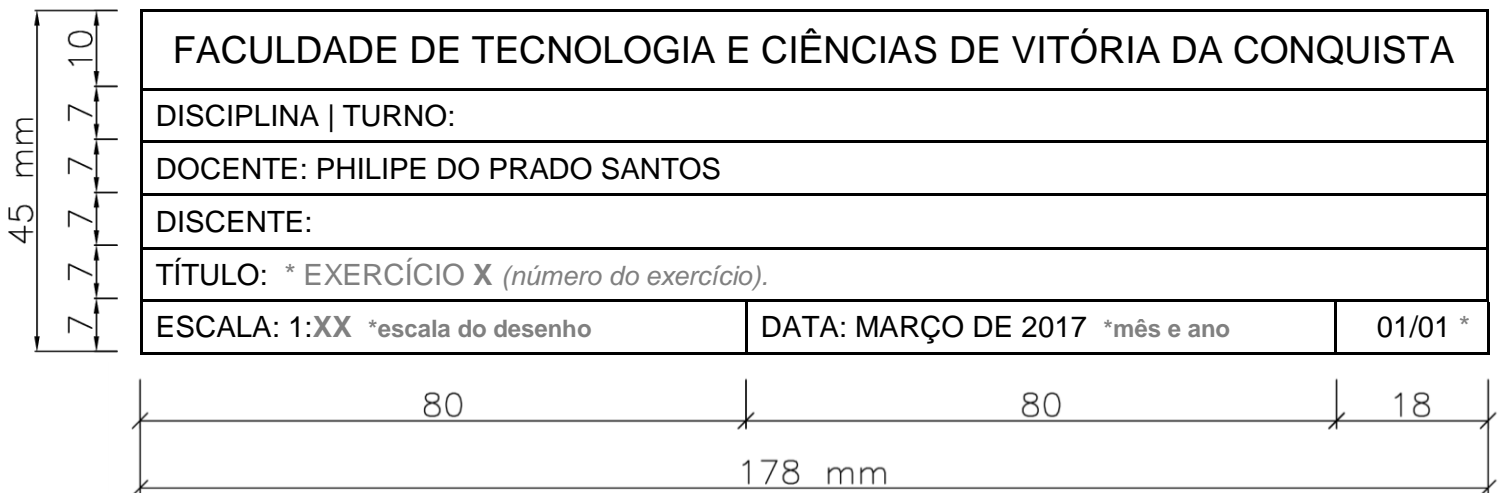 10 FACULDADE DE TECNOLOGIA E CIÊNCIAS DE VITÓRIA DA CONQUISTA
7 DISCIPLINA | TURNO:
7 DOCENTE: PHILIPE DO PRADO SANTOS
45 mm
7 DISCENTE:
7 TÍTULO: * EXERCÍCIO X (número do exercício).
7 ESCALA: 1:XX *escala do desenho DATA: MARÇO DE 2017 *mês e ano 01/01 *
80 80 18
178 mm